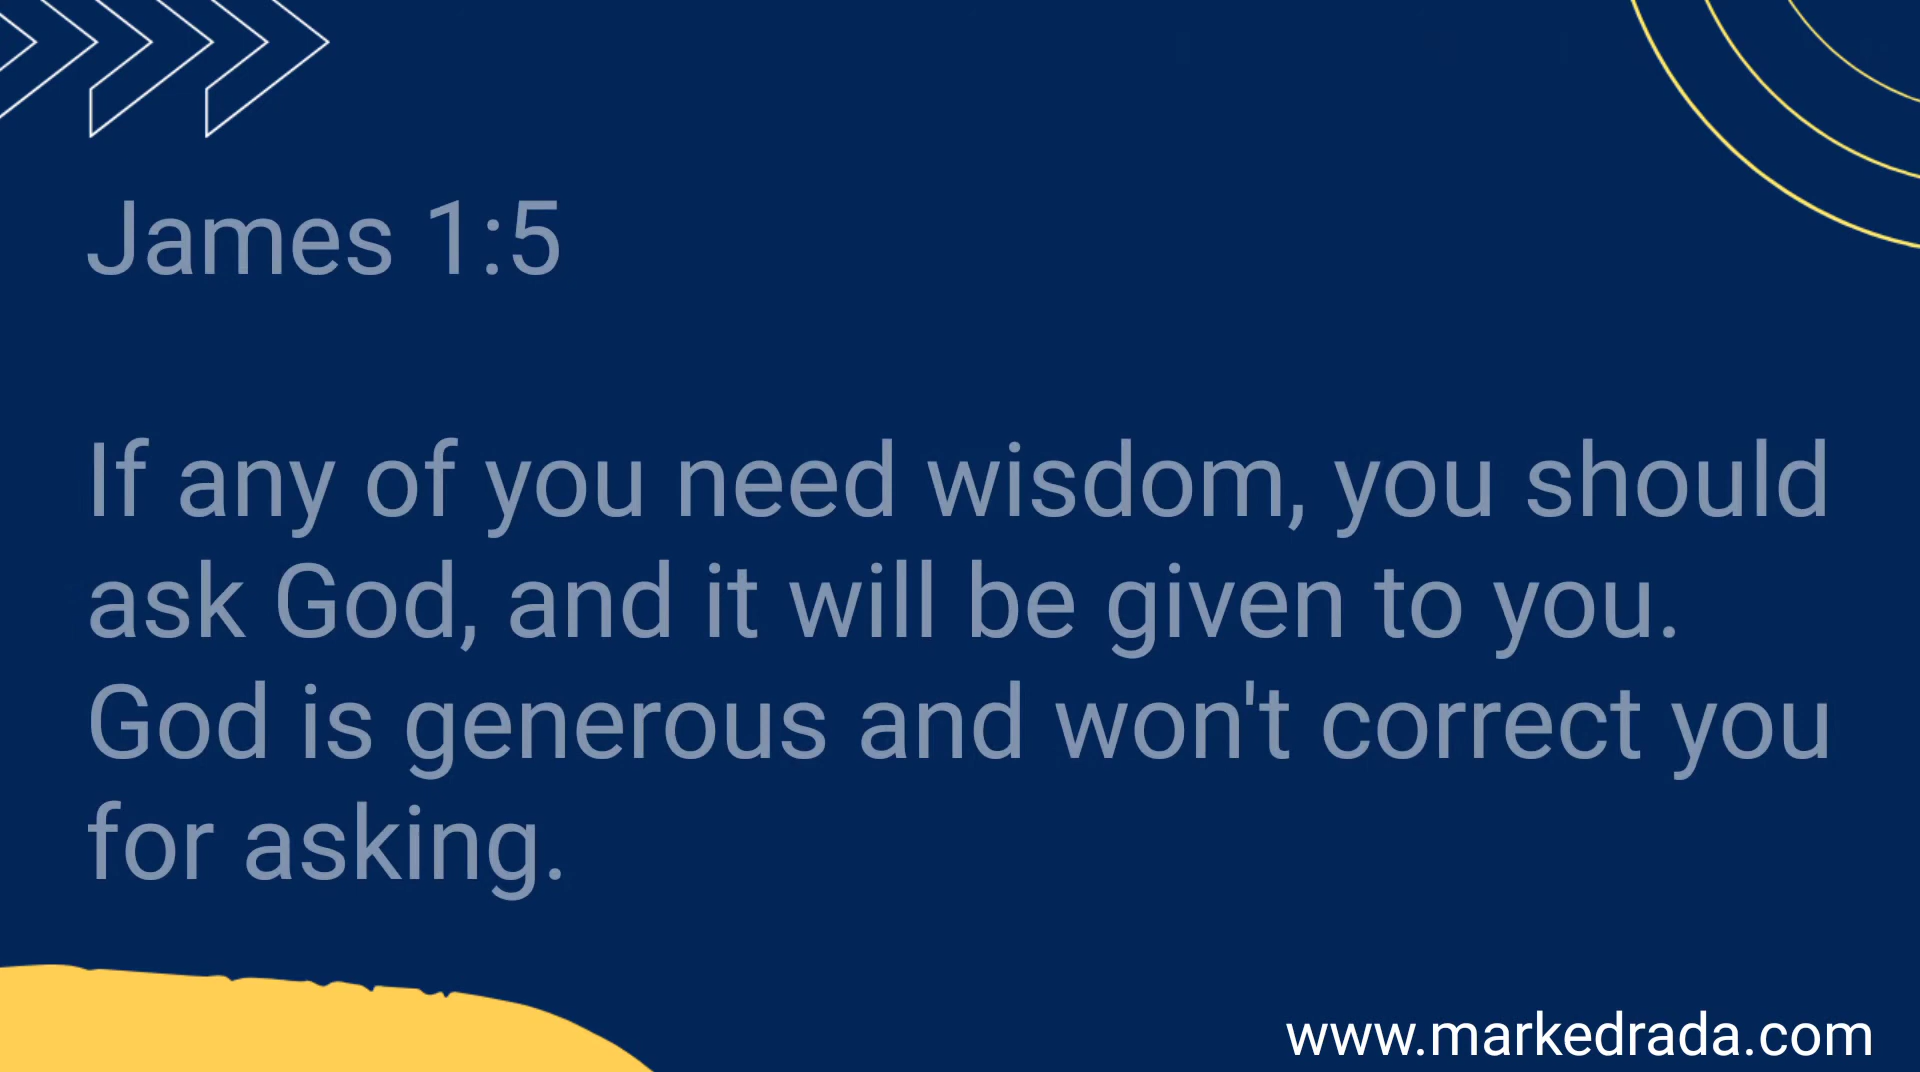 James 1:5
If any of you need wisdom, you should
ask God, and it will be given to you.
God is generous and won't correct you
for asking.
www.markedrada.com